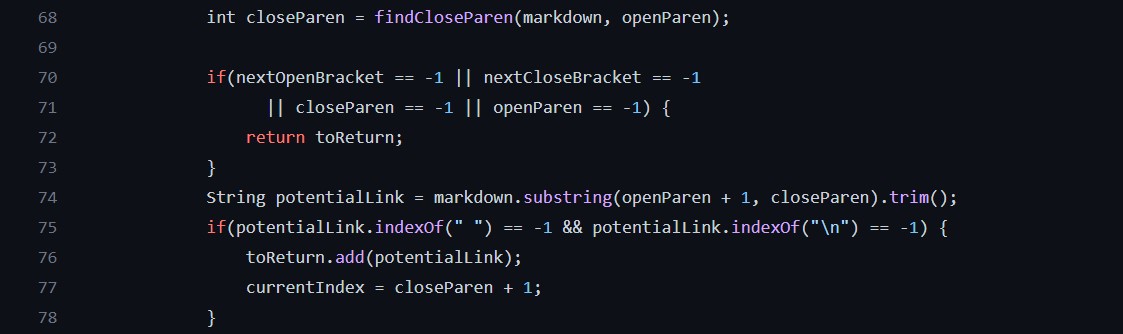 68 int closeParen = findCloseParen(markdown, openParen);
69
70 if(nextOpenBracket == -1 || nextCloseBracket == -1
71 || closeParen == -1 || openParen == -1) {
72 return toReturn;
73 }
74 String potentialLink = markdown.substring(openParen + 1, closeParen).trim();
75 if(potentialLink.indexOf(" ") == -1 && potentialLink.indexOf("\n") == -1) {
76 toReturn.add(potentialLink);
77 currentIndex = closeParen + 1;
78 }